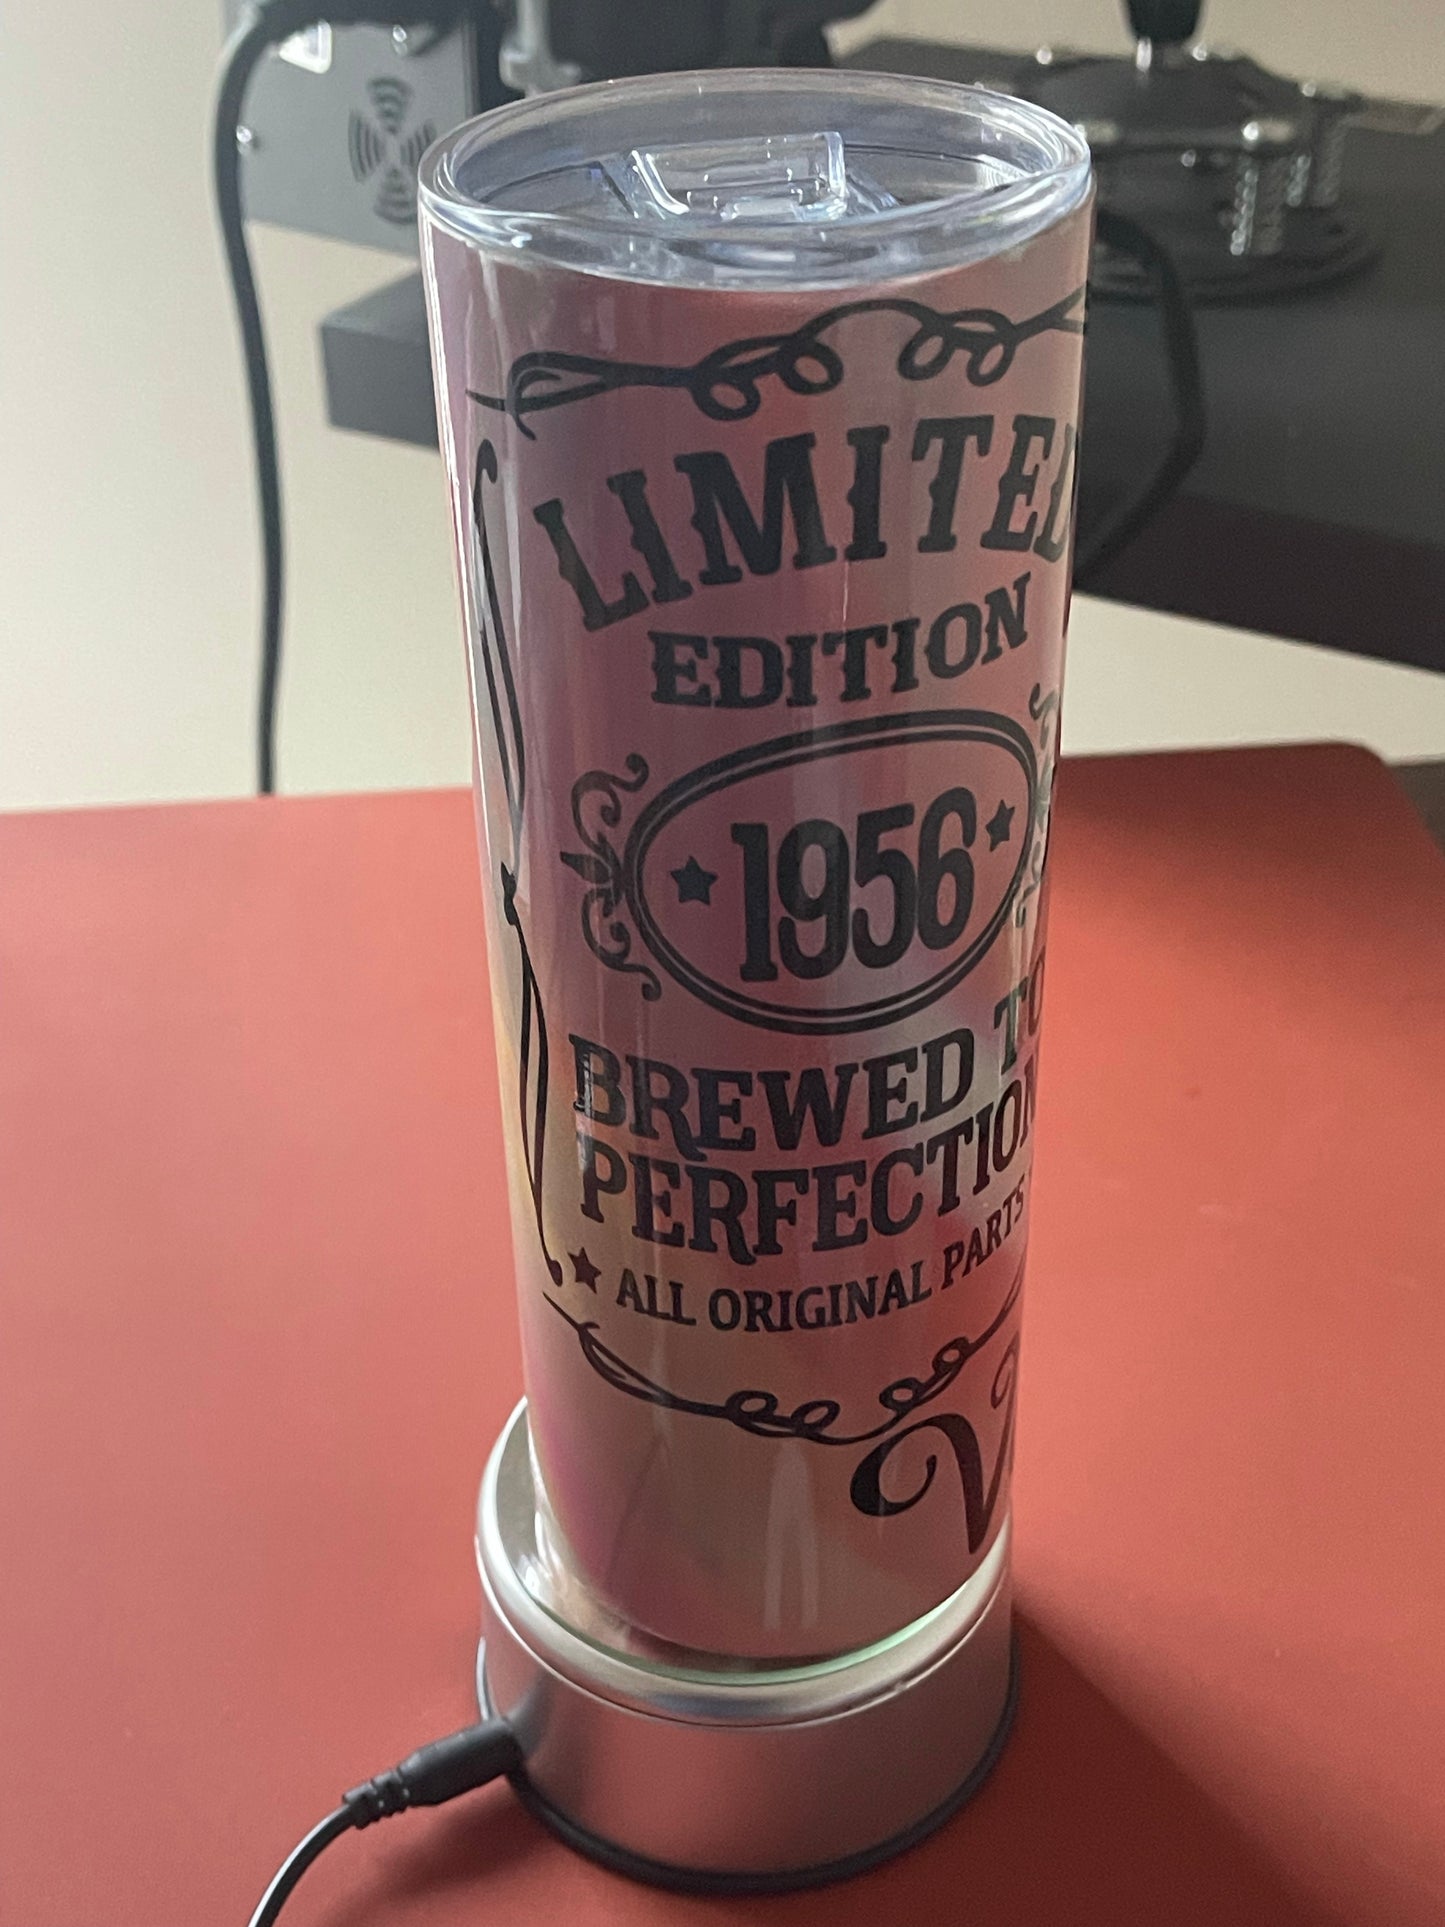 LIMITED
EDITION
1956
BREWED TO
PERFECTION
ALL ORIGINAL PARTS
V